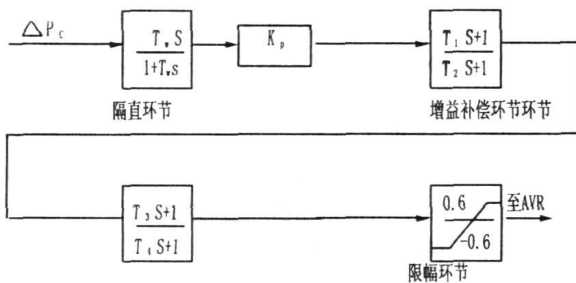 △P c
T w S
1+T w s
K p
T 1 S+1
T 2 S+1
隔直环节
增益补偿环节环节
T 3 S+1
T 4 S+1
0.6
-0.6
至AVR
限幅环节